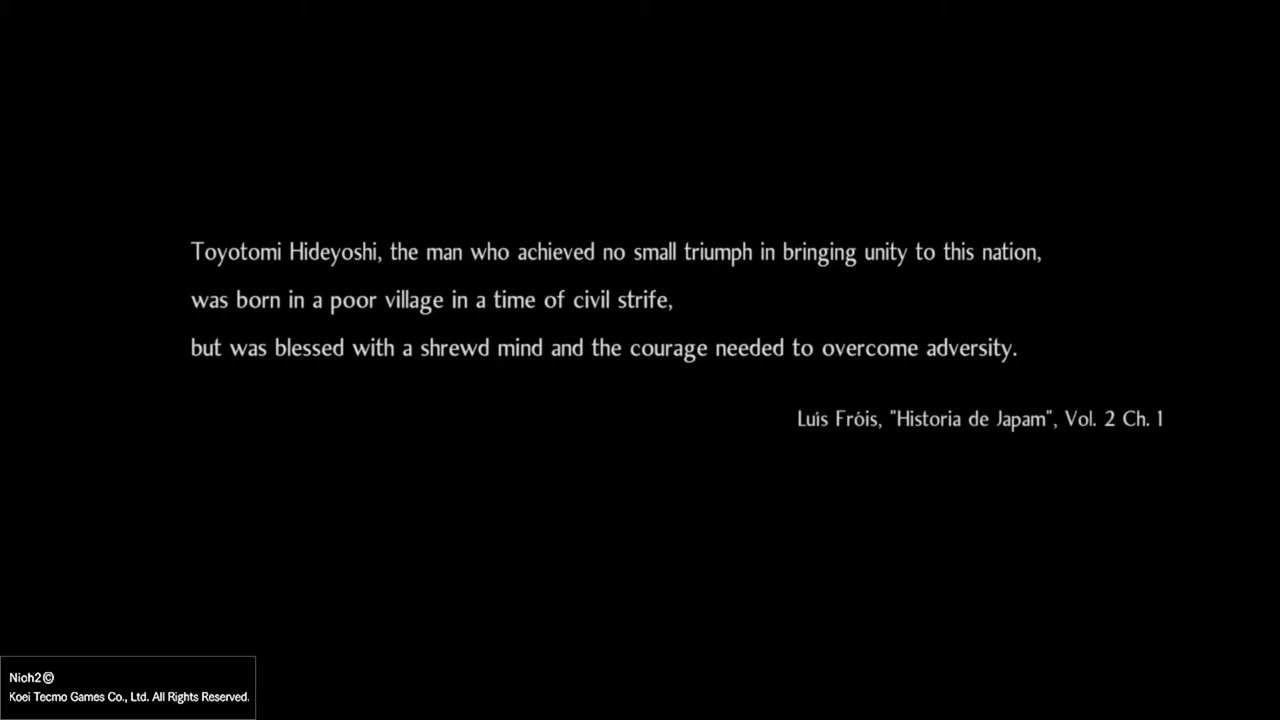 Toyotomi Hideyoshi, the man who achieved no small triumph in bringing unity to this nation,
was born in a poor village in a time of civil strife,
but was blessed with a shrewd mind and the courage needed to overcome adversity.
Luís Fróis, "Historia de Japam", Vol. 2 Ch. 1
Nioh2©
Koei Tecmo Games Co., Ltd. All Rights Reserved.